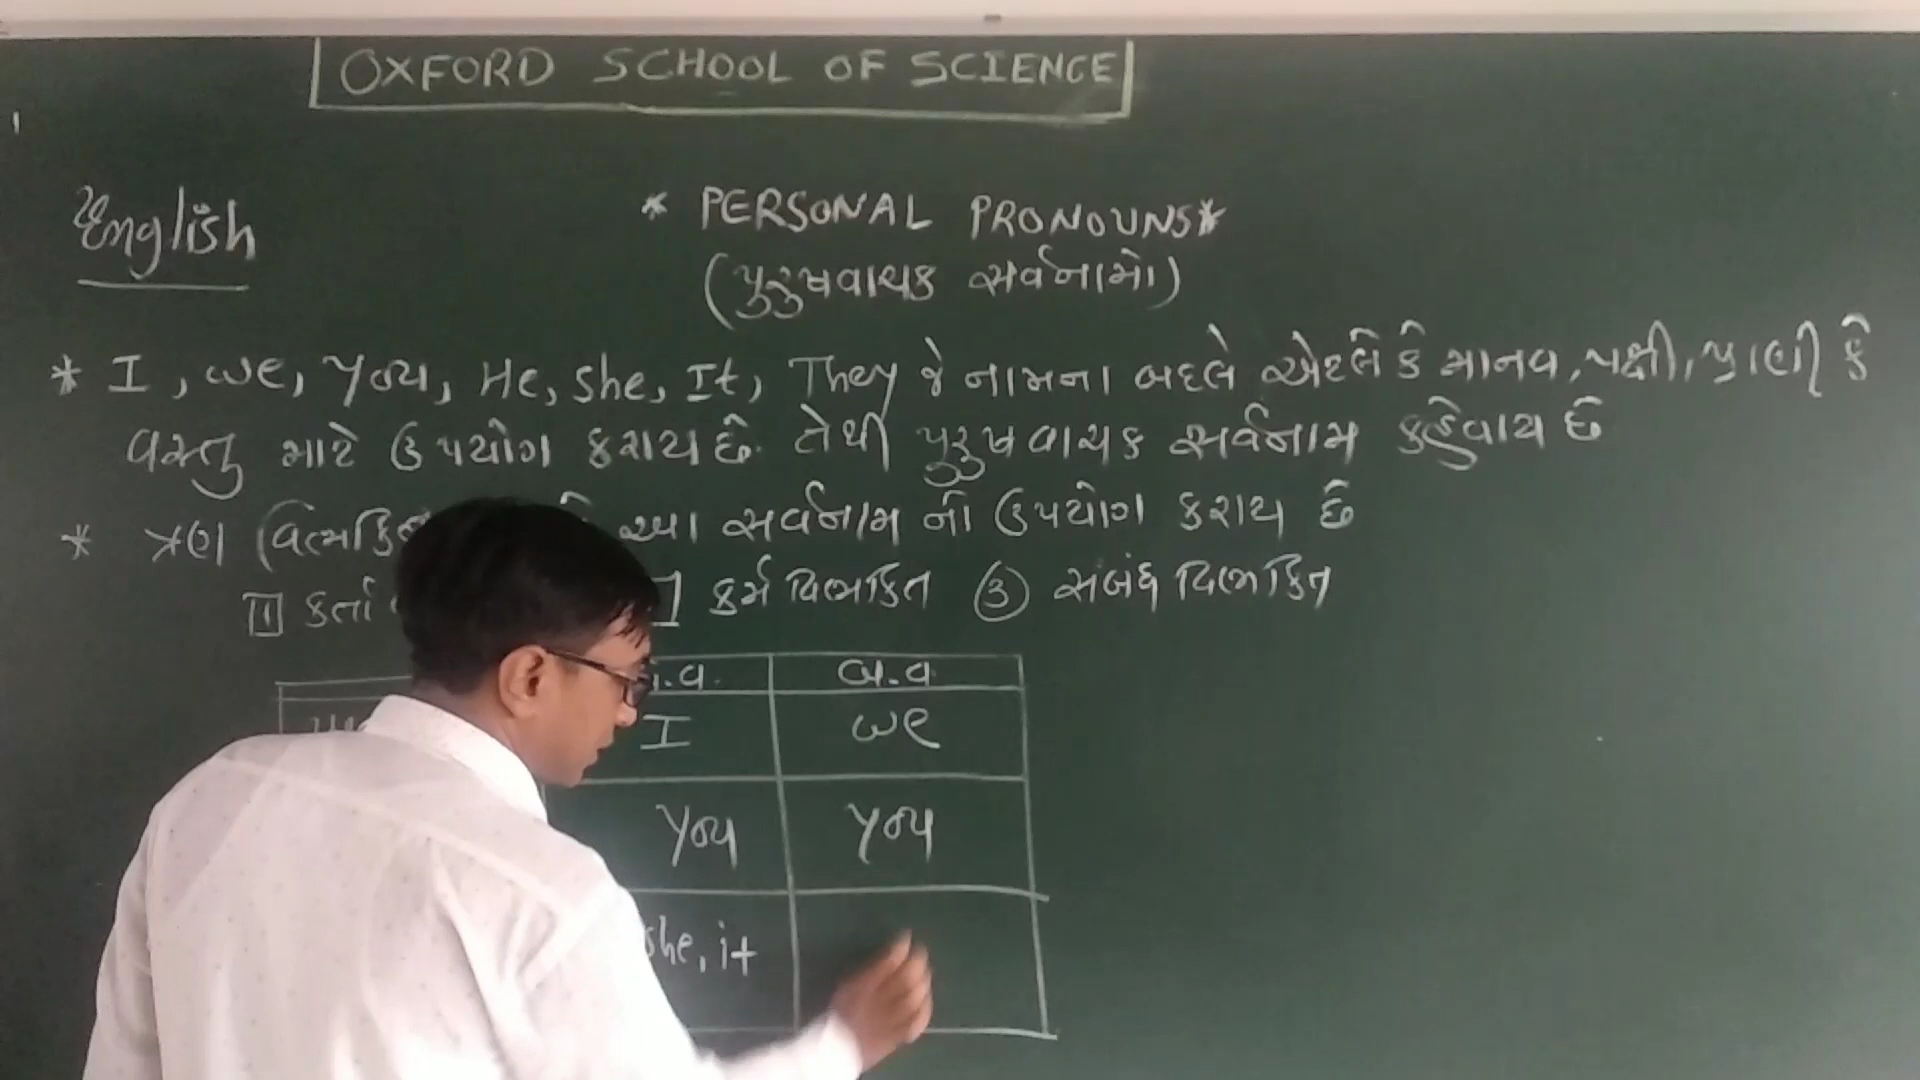 OXFORD SCHOOL OF SCIENCE
English
* PERSONAL PRONOUNS *
(પુરુષવાચક સર્વનામો)
* I, we, You, He, she, It, They જે નામના બદલે એટલે કે માનવ, પક્ષી, પ્રાણી કે
વસ્તુ માટે ઉપયોગ કરાય છે. તેથી પુરુષવાચક સર્વનામ કહેવાય છે
* ત્રણ આ સર્વનામ નો ઉપયોગ કરાય છે
1 કર્તા કર્મ વિભક્તિ 3 સંબંધ વિભક્તિ
.વ. બ.વ
I we
You You
she, it